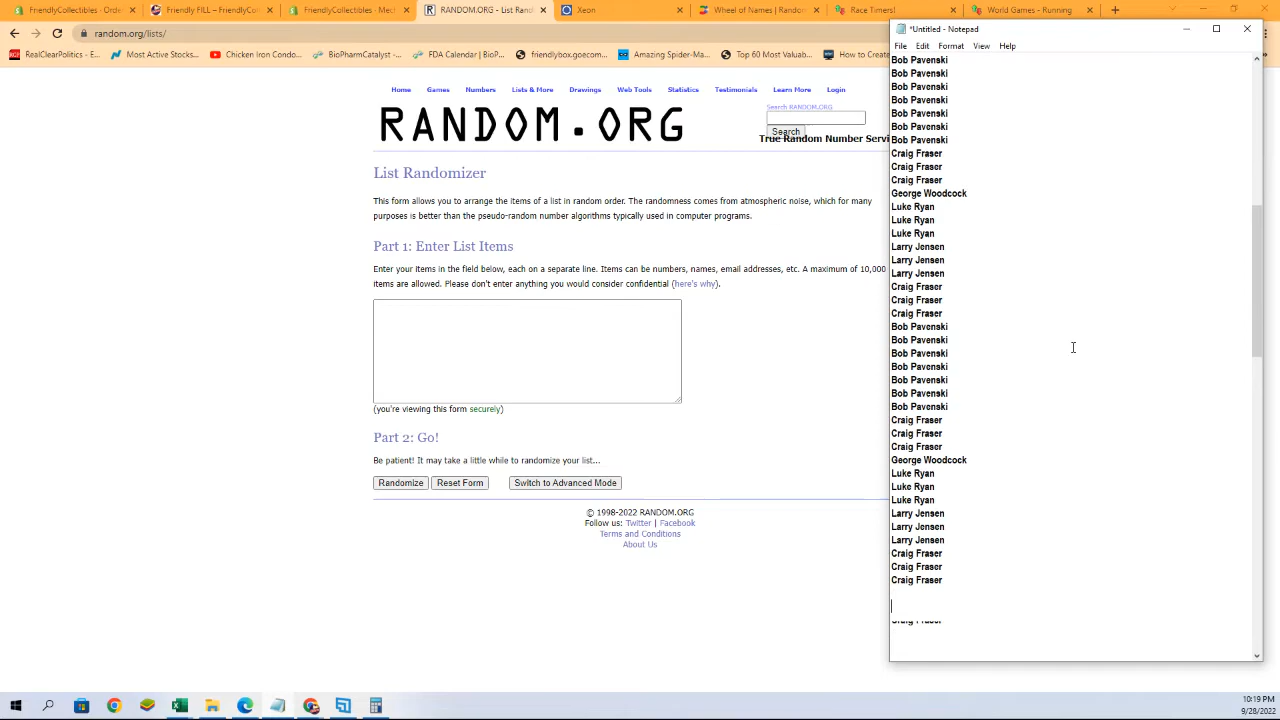 FriendlyCollectibles - Orders
Friendly FILL – FriendlyCo
FriendlyCollectibles - Mec
RANDOM.ORG - List Rand
Xeon
Wheel of Names | Random
Race Timers!
World Games - Running
random.org/lists/
RealClearPolitics - E...
Most Active Stocks...
Chicken Iron Condo...
BioPharmCatalyst -...
FDA Calendar | BioP...
friendlybox.goecom...
Amazing Spider-Ma...
Top 60 Most Valuab...
How to Create
Home Games Numbers Lists & More Drawings Web Tools Statistics Testimonials Learn More Login
RANDOM.ORG
Search RANDOM.ORG
Search
True Random Number Servi
List Randomizer
This form allows you to arrange the items of a list in random order. The randomness comes from atmospheric noise, which for many
purposes is better than the pseudo-random number algorithms typically used in computer programs.
Part 1: Enter List Items
Enter your items in the field below, each on a separate line. Items can be numbers, names, email addresses, etc. A maximum of 10,000
items are allowed. Please don't enter anything you would consider confidential (here's why).
(you're viewing this form securely)
Part 2: Go!
Be patient! It may take a little while to randomize your list...
Randomize Reset Form Switch to Advanced Mode
© 1998-2022 RANDOM.ORG
Follow us: Twitter | Facebook
Terms and Conditions
About Us
*Untitled - Notepad
File Edit Format View Help
Bob Pavenski
Bob Pavenski
Bob Pavenski
Bob Pavenski
Bob Pavenski
Bob Pavenski
Bob Pavenski
Craig Fraser
Craig Fraser
Craig Fraser
George Woodcock
Luke Ryan
Luke Ryan
Luke Ryan
Larry Jensen
Larry Jensen
Larry Jensen
Craig Fraser
Craig Fraser
Craig Fraser
Bob Pavenski
Bob Pavenski
Bob Pavenski
Bob Pavenski
Bob Pavenski
Bob Pavenski
Bob Pavenski
Craig Fraser
Craig Fraser
Craig Fraser
George Woodcock
Luke Ryan
Luke Ryan
Luke Ryan
Larry Jensen
Larry Jensen
Larry Jensen
Craig Fraser
Craig Fraser
Craig Fraser
Craig Fraser
10:19 PM
9/28/2022